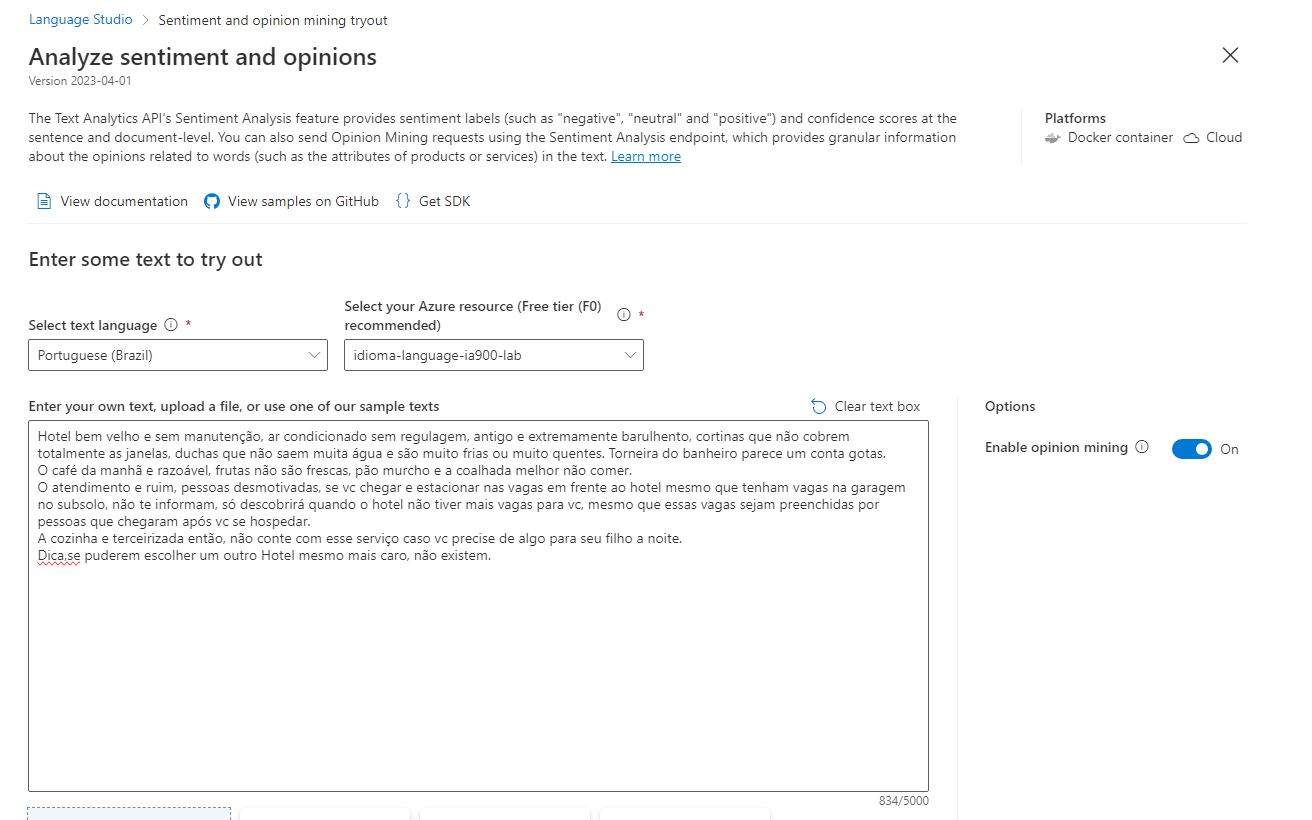 Language Studio > Sentiment and opinion mining tryout
Analyze sentiment and opinions
Version 2023-04-01
The Text Analytics API's Sentiment Analysis feature provides sentiment labels (such as "negative", "neutral" and "positive") and confidence scores at the
sentence and document-level. You can also send Opinion Mining requests using the Sentiment Analysis endpoint, which provides granular information
about the opinions related to words (such as the attributes of products or services) in the text. Learn more
Platforms
Docker container Cloud
View documentation View samples on GitHub {} Get SDK
Enter some text to try out
Select text language *
Select your Azure resource (Free tier (F0)
recommended) *
Portuguese (Brazil)
idioma-language-ia900-lab
Enter your own text, upload a file, or use one of our sample texts
Clear text box
Hotel bem velho e sem manutenção, ar condicionado sem regulagem, antigo e extremamente barulhento, cortinas que não cobrem
totalmente as janelas, duchas que não saem muita água e são muito frias ou muito quentes. Torneira do banheiro parece um conta gotas.
O café da manhã e razoável, frutas não são frescas, pão murcho e a coalhada melhor não comer.
O atendimento e ruim, pessoas desmotivadas, se vc chegar e estacionar nas vagas em frente ao hotel mesmo que tenham vagas na garagem
no subsolo, não te informam, só descobrirá quando o hotel não tiver mais vagas para vc, mesmo que essas vagas sejam preenchidas por
pessoas que chegaram após vc se hospedar.
A cozinha e terceirizada então, não conte com esse serviço caso vc precise de algo para seu filho a noite.
Dica,se puderem escolher um outro Hotel mesmo mais caro, não existem.
834/5000
Options
Enable opinion mining On